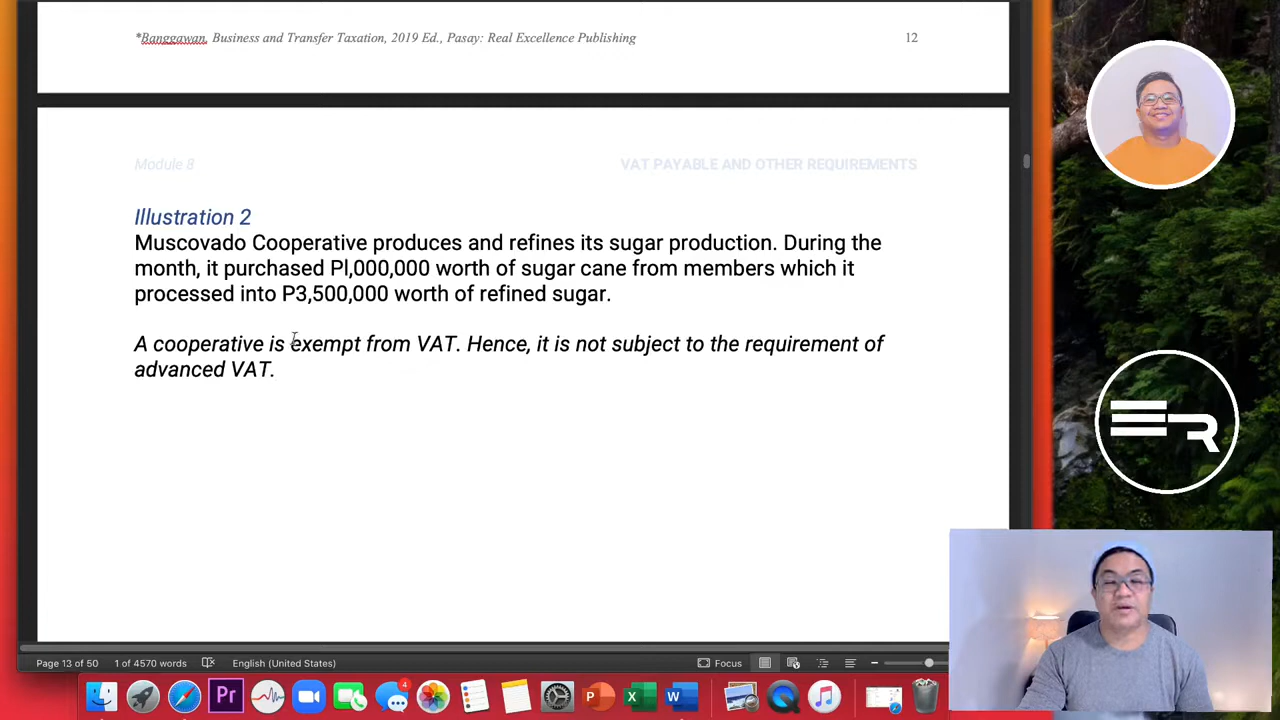 *Banggawan, Business and Transfer Taxation, 2019 Ed., Pasay: Real Excellence Publishing 12
Module 8 VAT PAYABLE AND OTHER REQUIREMENTS
Illustration 2
Muscovado Cooperative produces and refines its sugar production. During the
month, it purchased Pl,000,000 worth of sugar cane from members which it
processed into P3,500,000 worth of refined sugar.
A cooperative is exempt from VAT. Hence, it is not subject to the requirement of
advanced VAT.
ER
Page 13 of 50 1 of 4570 words English (United States) Focus
Pr 4 P X W